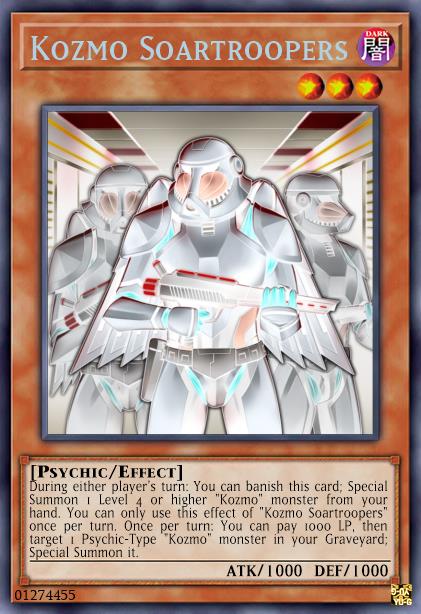 Kozmo Soartroopers
DARK
闇
[Psychic/Effect]
During either player's turn: You can banish this card; Special
Summon 1 Level 4 or higher "Kozmo" monster from your
hand. You can only use this effect of "Kozmo Soartroopers"
once per turn. Once per turn: You can pay 1000 LP, then
target 1 Psychic-Type "Kozmo" monster in your Graveyard;
Special Summon it.
ATK/1000 DEF/1000
01274455